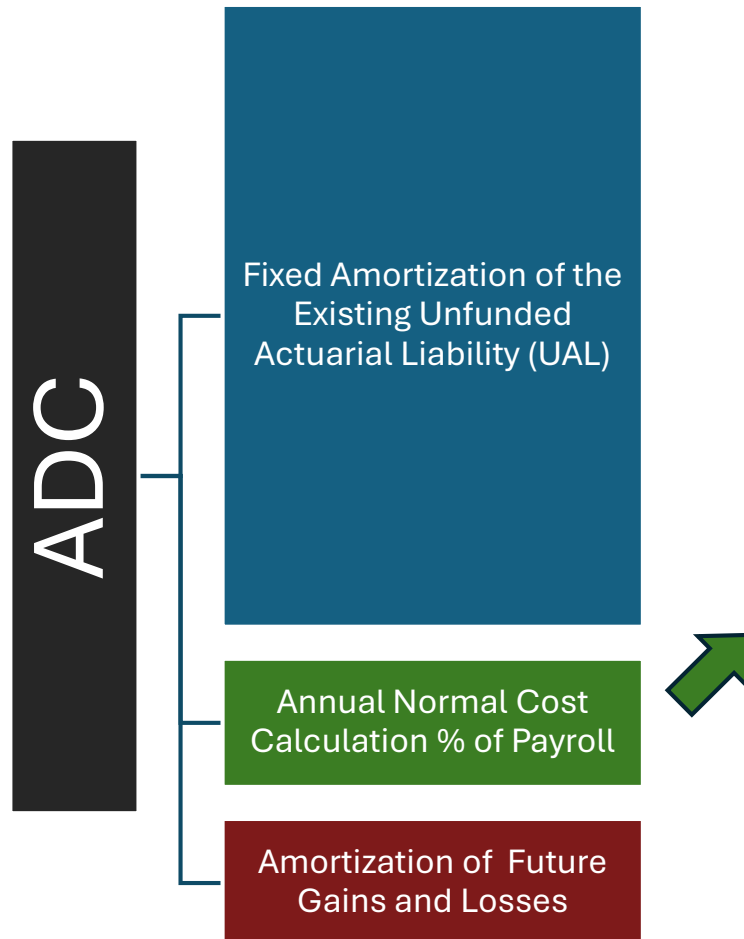 ADC
Fixed Amortization of the
Existing Unfunded
Actuarial Liability (UAL)
Annual Normal Cost
Calculation % of Payroll
Amortization of Future
Gains and Losses